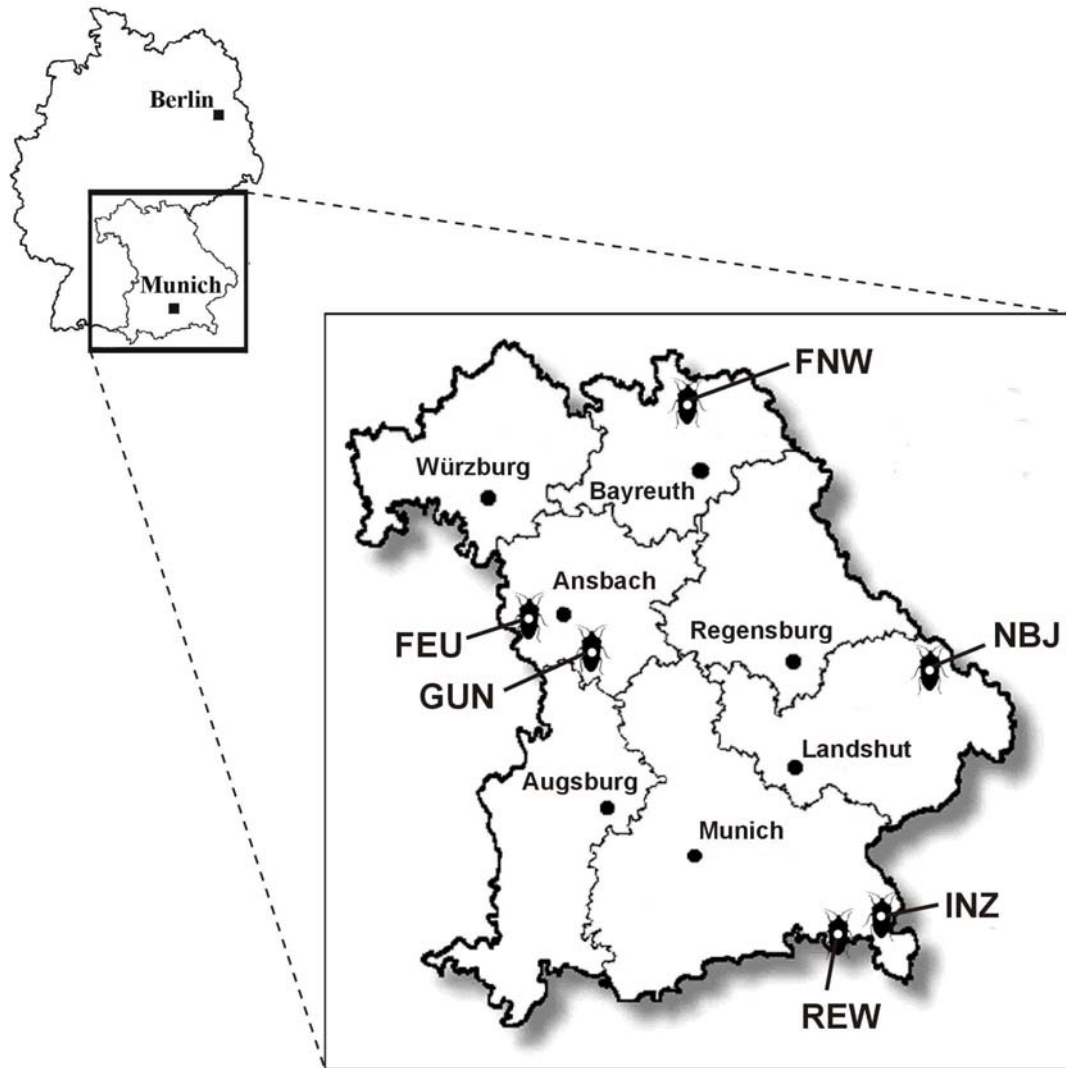 Berlin
Munich
FNW
Würzburg
Bayreuth
Ansbach
FEU
Regensburg
NBJ
GUN
Landshut
Augsburg
Munich
INZ
REW